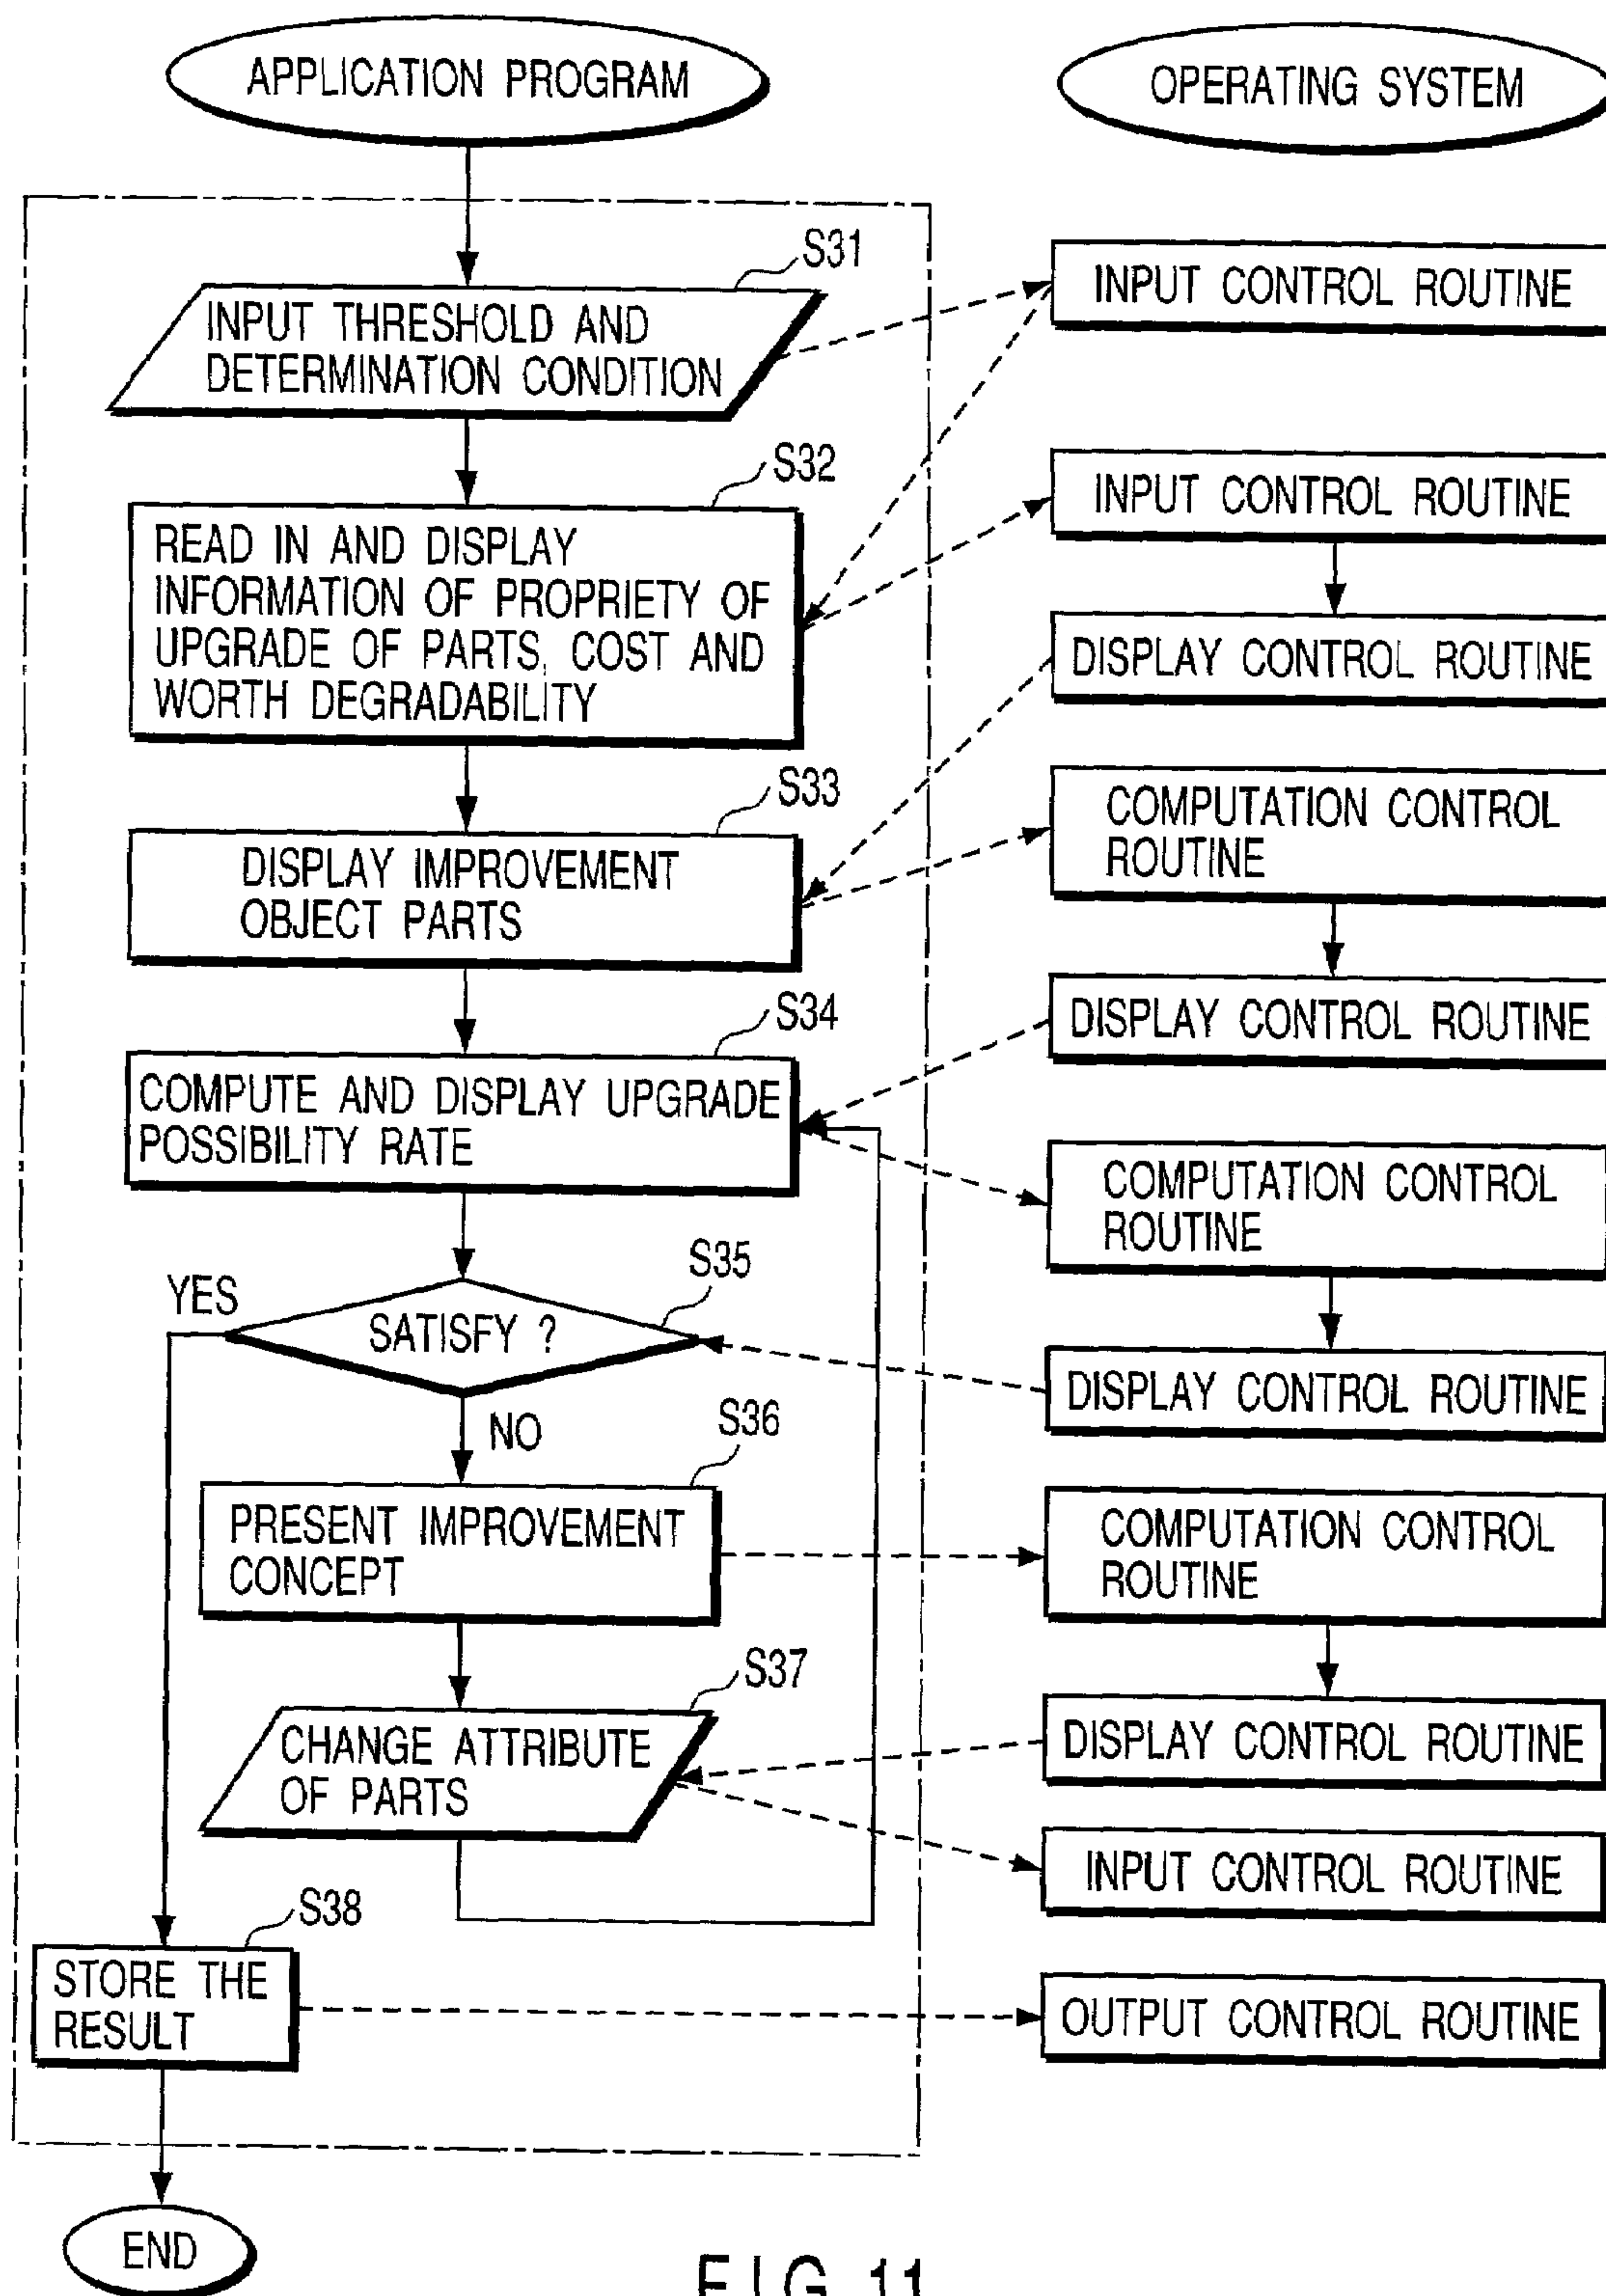 APPLICATION PROGRAM
OPERATING SYSTEM
S31
INPUT THRESHOLD AND
DETERMINATION CONDITION
INPUT CONTROL ROUTINE
S32
READ IN AND DISPLAY
INFORMATION OF PROPRIETY OF
UPGRADE OF PARTS, COST AND
WORTH DEGRADABILITY
INPUT CONTROL ROUTINE
DISPLAY CONTROL ROUTINE
S33
DISPLAY IMPROVEMENT
OBJECT PARTS
COMPUTATION CONTROL
ROUTINE
DISPLAY CONTROL ROUTINE
S34
COMPUTE AND DISPLAY UPGRADE
POSSIBILITY RATE
COMPUTATION CONTROL
ROUTINE
S35
YES
SATISFY ?
DISPLAY CONTROL ROUTINE
NO
S36
PRESENT IMPROVEMENT
CONCEPT
COMPUTATION CONTROL
ROUTINE
S37
CHANGE ATTRIBUTE
OF PARTS
DISPLAY CONTROL ROUTINE
INPUT CONTROL ROUTINE
S38
STORE THE
RESULT
OUTPUT CONTROL ROUTINE
END
FIG. 11